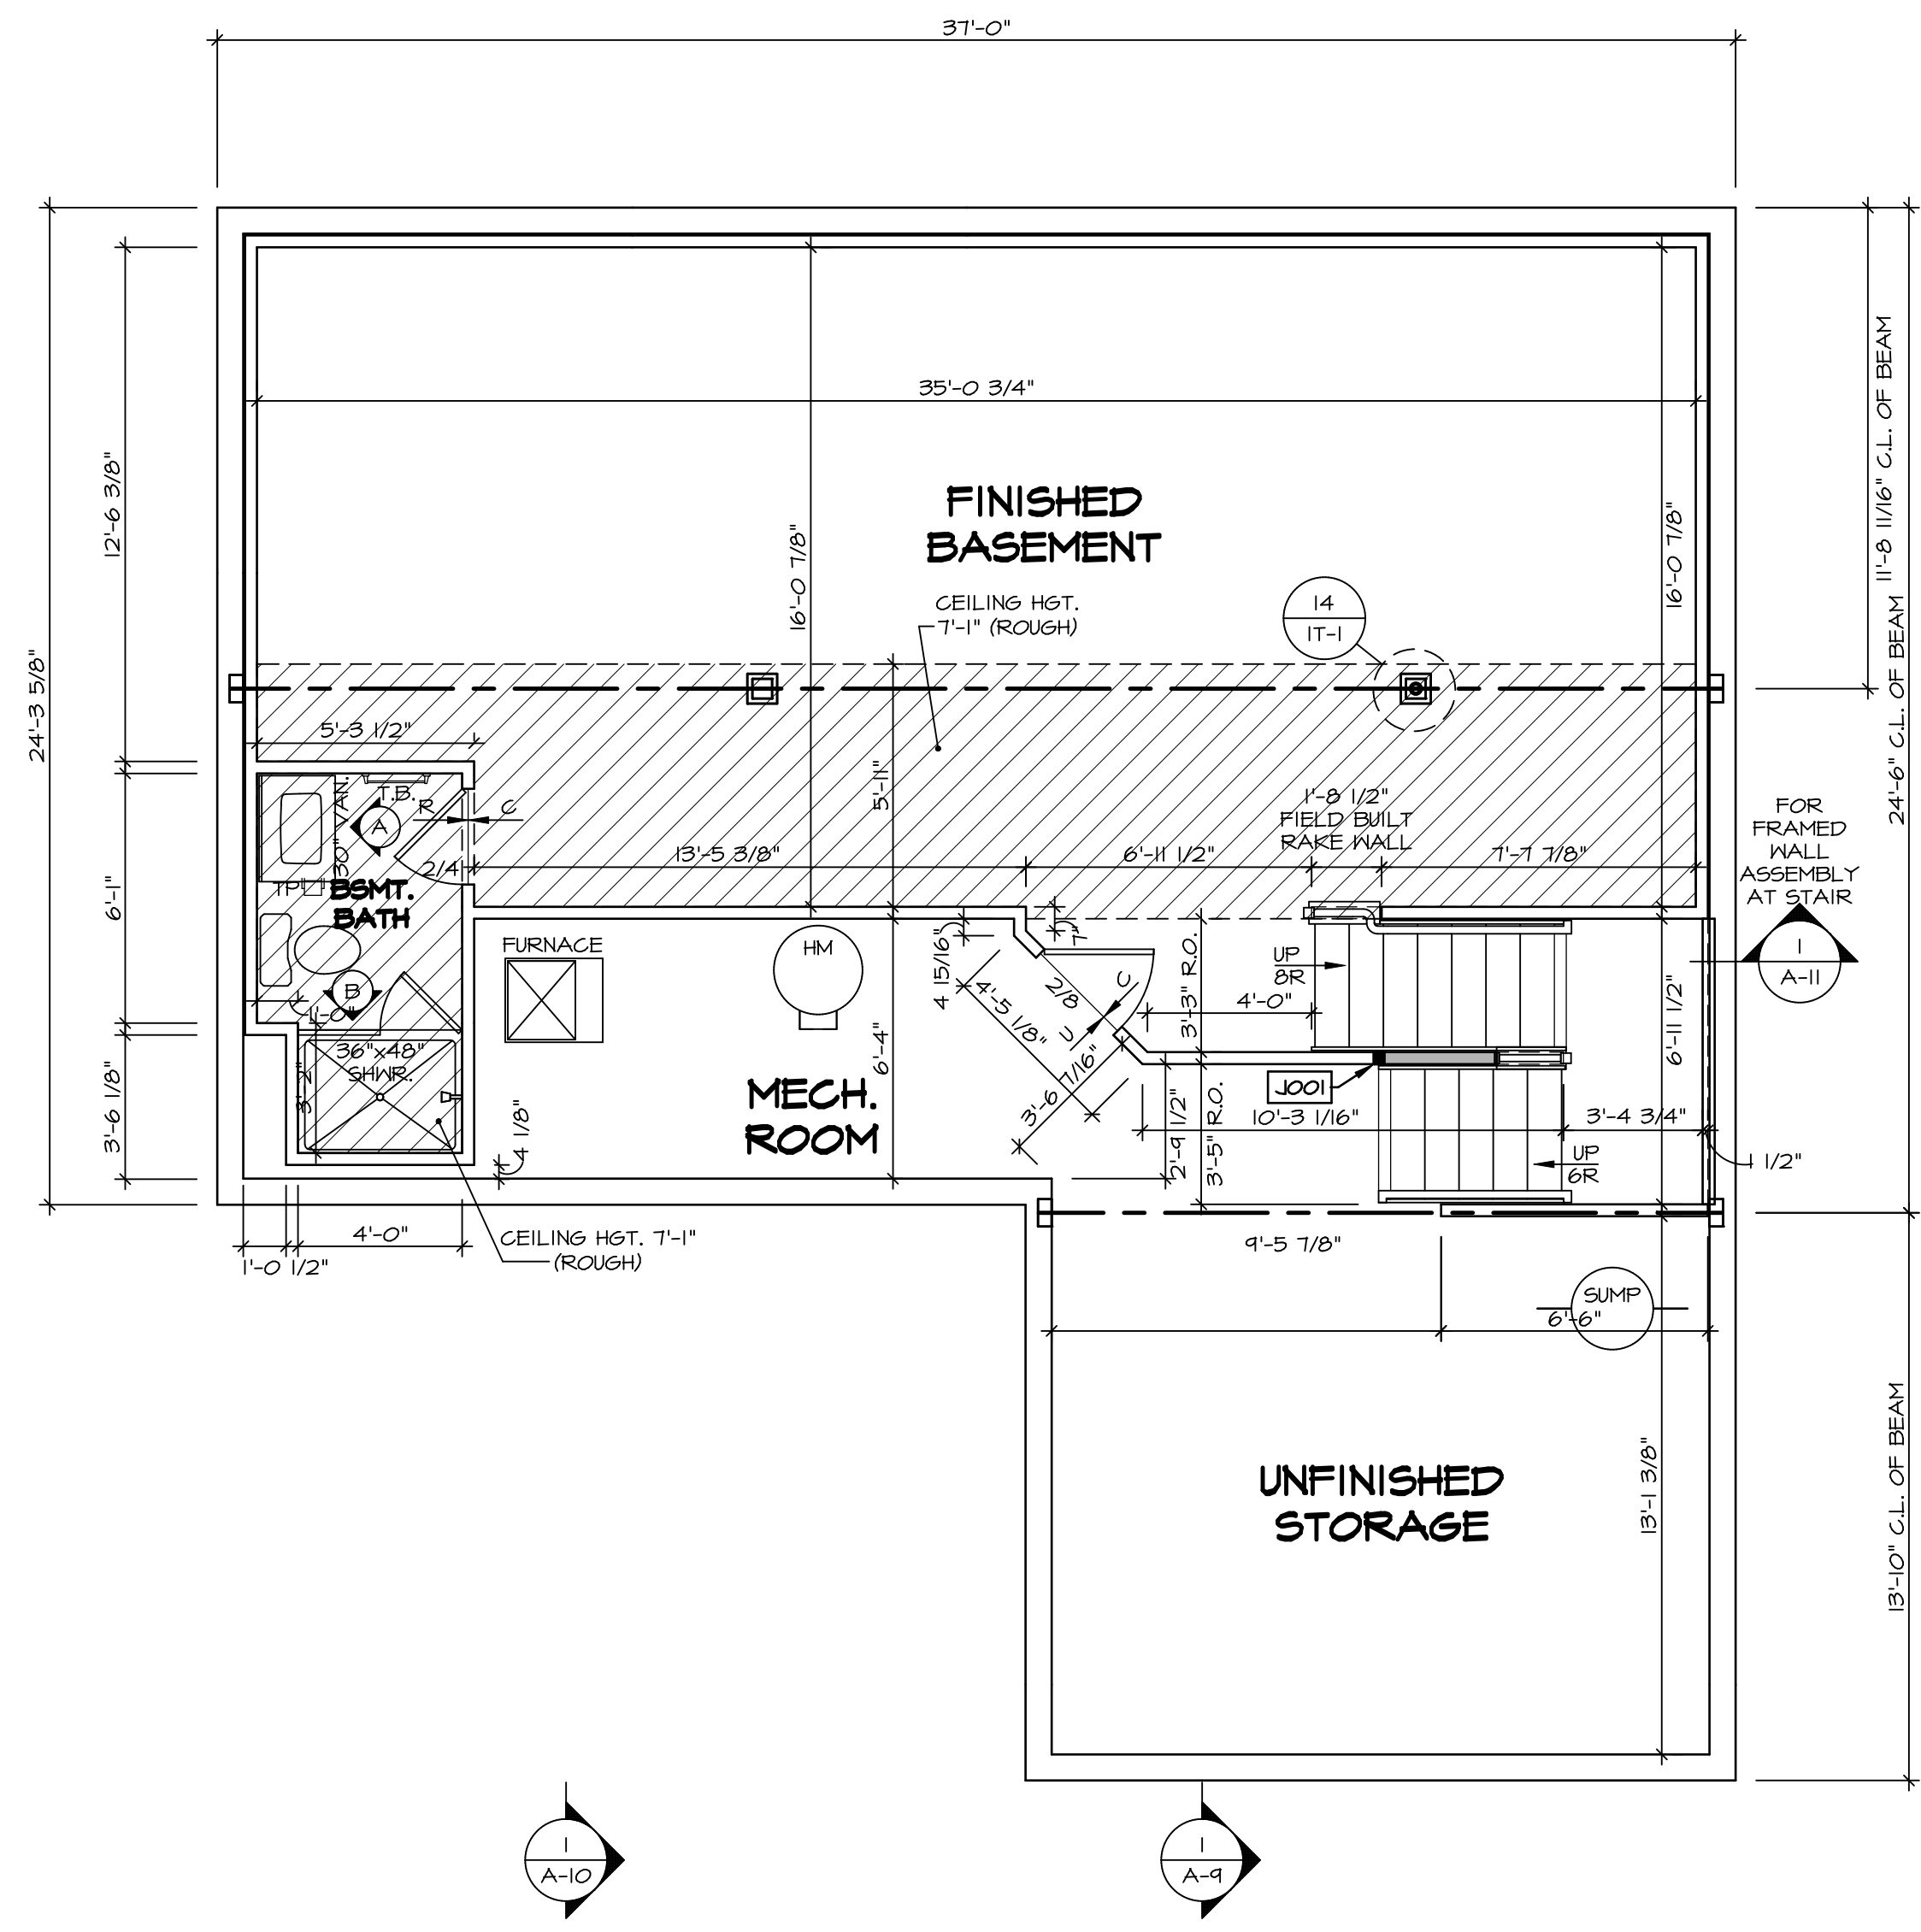 37'-0"
24'-3 5/8"
12'-6 3/8"
6'-1"
3'-6 1/8"
35'-0 3/4"
16'-0 7/8"
16'-0 7/8"
11'-8 11/16" C.L. OF BEAM
24'-6" C.L. OF BEAM
13'-10" C.L. OF BEAM
FINISHED
BASEMENT
CEILING HGT.
7'-1" (ROUGH)
14
1T-1
5'-3 1/2"
5'-11"
1'-8 1/2"
FIELD BUILT
RAKE WALL
13'-5 3/8"
6'-11 1/2"
7'-7 7/8"
FOR
FRAMED
WALL
ASSEMBLY
AT STAIR
1
A-11
30" VAN.
T.B.
A
R
C
2/4
TP
BSMT.
BATH
B
1'-0"
36"x48"
SHWR.
3'-2"
FURNACE
HM
MECH.
ROOM
6'-4"
4 1/8"
4 15/16"
7"
4'-5 1/8"
2/8
C
U
3'-6 7/16"
3'-3" R.O.
4'-0"
UP
8R
J001
2'-9 1/2"
3'-5" R.O.
10'-3 1/16"
3'-4 3/4"
6'-11 1/2"
UP
6R
1 1/2"
4'-0"
1'-0 1/2"
CEILING HGT. 7'-1"
(ROUGH)
9'-5 7/8"
SUMP
6'-6"
UNFINISHED
STORAGE
13'-1 3/8"
1
A-10
1
A-9